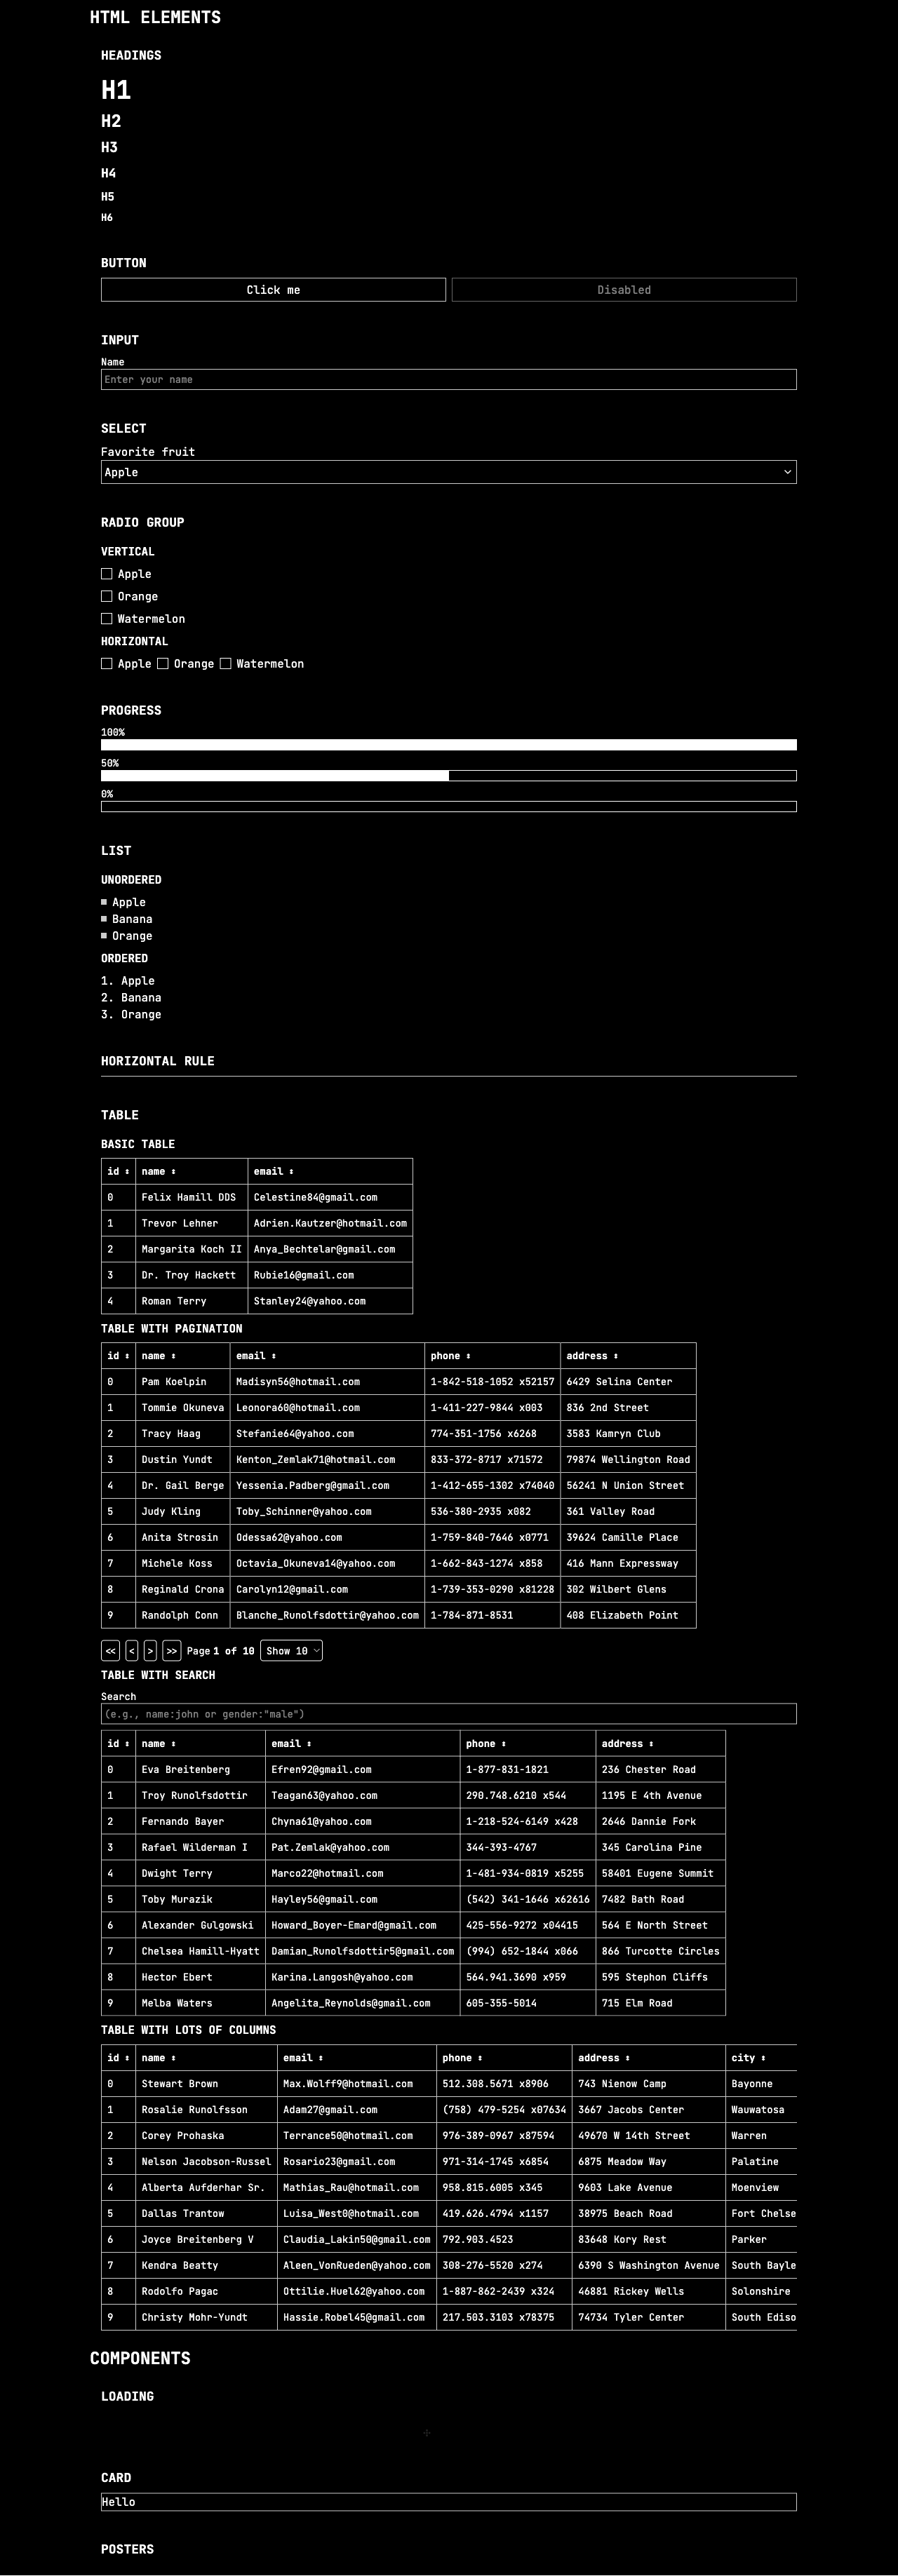 HTML ELEMENTS
HEADINGS
H1
H2
H3
H4
H5
H6
BUTTON
Click me Disabled
INPUT
Name
Enter your name
SELECT
Favorite fruit
Apple
RADIO GROUP
VERTICAL
Apple
Orange
Watermelon
HORIZONTAL
Apple Orange Watermelon
PROGRESS
100%
50%
0%
LIST
UNORDERED
Apple
Banana
Orange
ORDERED
1. Apple
2. Banana
3. Orange
HORIZONTAL RULE
TABLE
BASIC TABLE
id name email
0 Felix Hamill DDS Celestine84@gmail.com
1 Trevor Lehner Adrien.Kautzer@hotmail.com
2 Margarita Koch II Anya_Bechtelar@gmail.com
3 Dr. Troy Hackett Rubie16@gmail.com
4 Roman Terry Stanley24@yahoo.com
TABLE WITH PAGINATION
id name email phone address
0 Pam Koelpin Madisyn56@hotmail.com 1-842-518-1052 x52157 6429 Selina Center
1 Tommie Okuneva Leonora60@hotmail.com 1-411-227-9844 x003 836 2nd Street
2 Tracy Haag Stefanie64@yahoo.com 774-351-1756 x6268 3583 Kamryn Club
3 Dustin Yundt Kenton_Zemlak71@hotmail.com 833-372-8717 x71572 79874 Wellington Road
4 Dr. Gail Berge Yessenia.Padberg@gmail.com 1-412-655-1302 x74040 56241 N Union Street
5 Judy Kling Toby_Schinner@yahoo.com 536-380-2935 x082 361 Valley Road
6 Anita Strosin Odessa62@yahoo.com 1-759-840-7646 x0771 39624 Camille Place
7 Michele Koss Octavia_Okuneva14@yahoo.com 1-662-843-1274 x858 416 Mann Expressway
8 Reginald Crona Carolyn12@gmail.com 1-739-353-0290 x81228 302 Wilbert Glens
9 Randolph Conn Blanche_Runolfsdottir@yahoo.com 1-784-871-8531 408 Elizabeth Point
<< < > >> Page 1 of 10 Show 10
TABLE WITH SEARCH
Search
(e.g., name:john or gender:"male")
id name email phone address
0 Eva Breitenberg Efren92@gmail.com 1-877-831-1821 236 Chester Road
1 Troy Runolfsdottir Teagan63@yahoo.com 290.748.6210 x544 1195 E 4th Avenue
2 Fernando Bayer Chyna61@yahoo.com 1-218-524-6149 x428 2646 Dannie Fork
3 Rafael Wilderman I Pat.Zemlak@yahoo.com 344-393-4767 345 Carolina Pine
4 Dwight Terry Marco22@hotmail.com 1-481-934-0819 x5255 58401 Eugene Summit
5 Toby Murazik Hayley56@gmail.com (542) 341-1646 x62616 7482 Bath Road
6 Alexander Gulgowski Howard_Boyer-Emard@gmail.com 425-556-9272 x04415 564 E North Street
7 Chelsea Hamill-Hyatt Damian_Runolfsdottir5@gmail.com (994) 652-1844 x066 866 Turcotte Circles
8 Hector Ebert Karina.Langosh@yahoo.com 564.941.3690 x959 595 Stephon Cliffs
9 Melba Waters Angelita_Reynolds@gmail.com 605-355-5014 715 Elm Road
TABLE WITH LOTS OF COLUMNS
id name email phone address city
0 Stewart Brown Max.Wolff9@hotmail.com 512.308.5671 x8906 743 Nienow Camp Bayonne
1 Rosalie Runolfsson Adam27@gmail.com (758) 479-5254 x07634 3667 Jacobs Center Wauwatosa
2 Corey Prohaska Terrance50@hotmail.com 976-389-0967 x87594 49670 W 14th Street Warren
3 Nelson Jacobson-Russel Rosario23@gmail.com 971-314-1745 x6854 6875 Meadow Way Palatine
4 Alberta Aufderhar Sr. Mathias_Rau@hotmail.com 958.815.6005 x345 9603 Lake Avenue Moenview
5 Dallas Trantow Luisa_West0@hotmail.com 419.626.4794 x1157 38975 Beach Road Fort Chelse
6 Joyce Breitenberg V Claudia_Lakin50@gmail.com 792.903.4523 83648 Kory Rest Parker
7 Kendra Beatty Aleen_VonRueden@yahoo.com 308-276-5520 x274 6390 S Washington Avenue South Bayle
8 Rodolfo Pagac Ottilie.Huel62@yahoo.com 1-887-862-2439 x324 46881 Rickey Wells Solonshire
9 Christy Mohr-Yundt Hassie.Robel45@gmail.com 217.503.3103 x78375 74734 Tyler Center South Ediso
COMPONENTS
LOADING
CARD
Hello
POSTERS